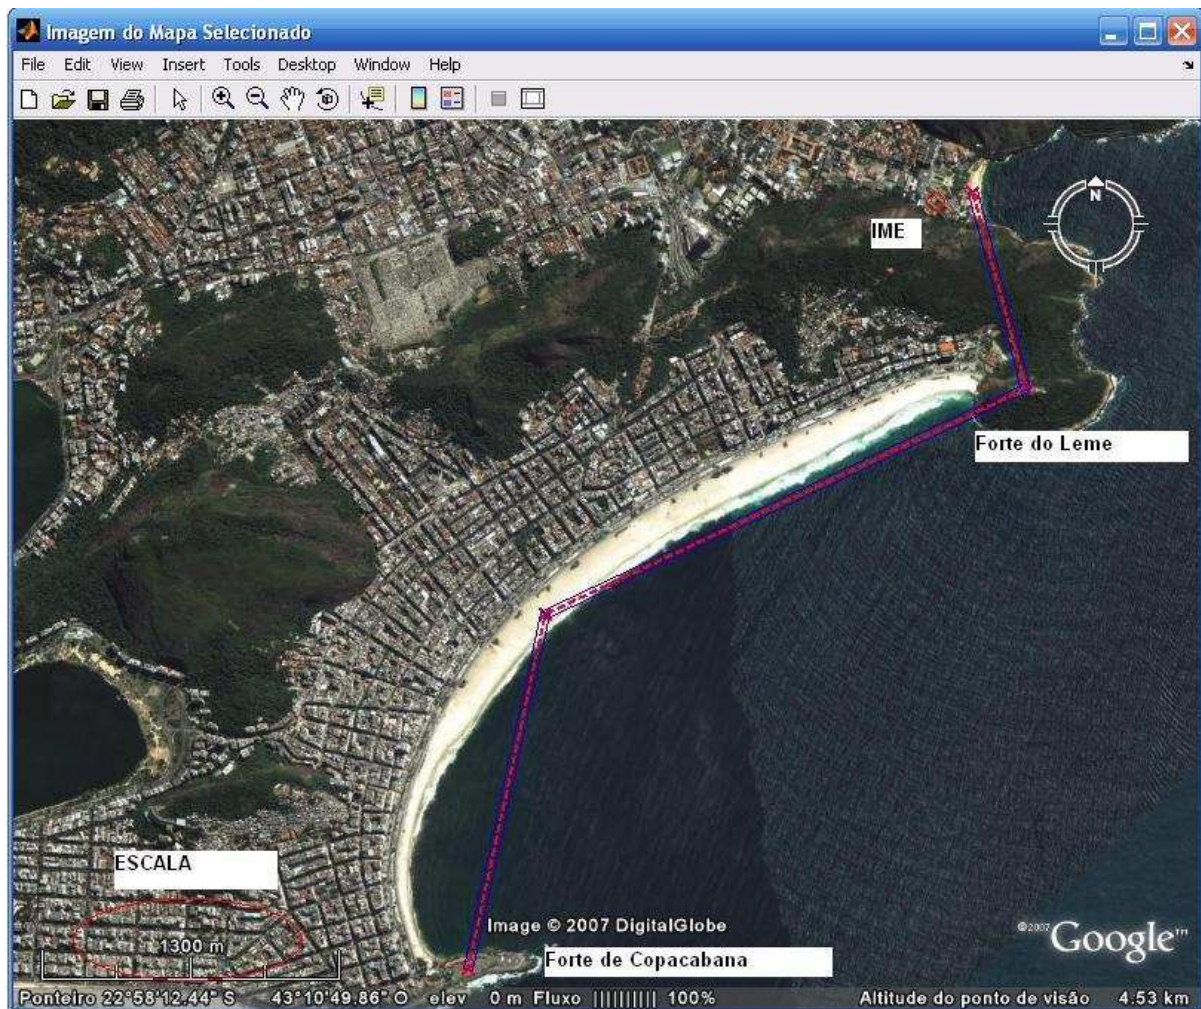 Imagem do Mapa Selecionado
File Edit View Insert Tools Desktop Window Help
N
IME
Forte do Leme
ESCALA
1300 m
Image © 2007 DigitalGlobe
©2007 Google™
Forte de Copacabana
Ponteiro 22°58'12.44" S 43°10'49.86" O elev 0 m Fluxo |||||||||| 100% Altitude do ponto de visão 4.53 km